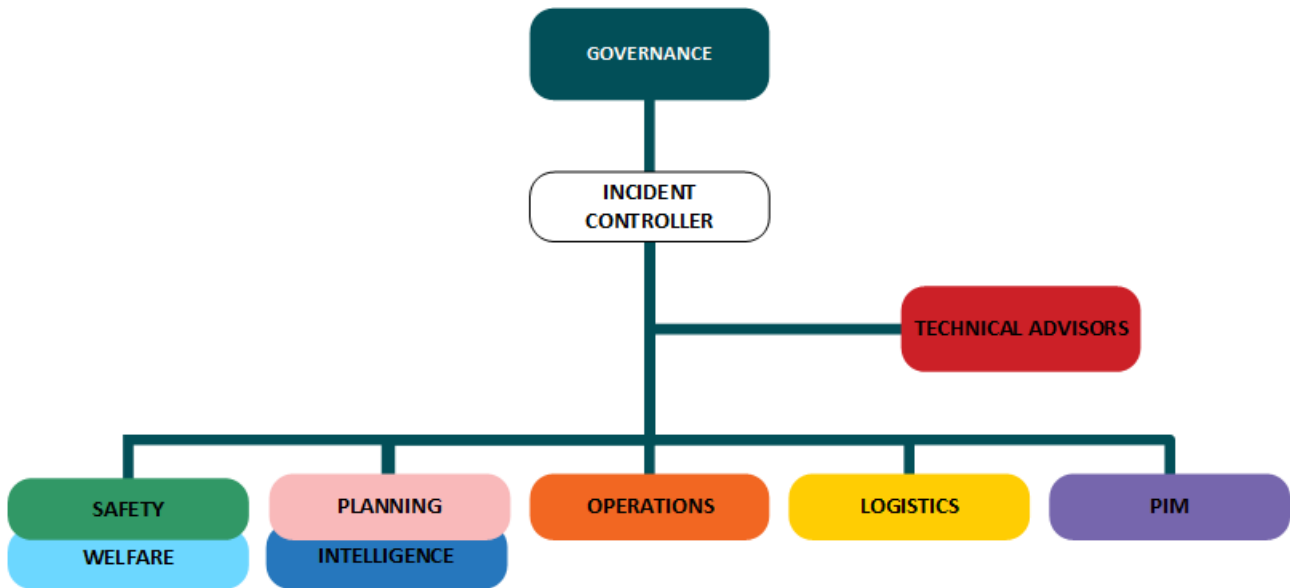 GOVERNANCE
INCIDENT
CONTROLLER
TECHNICAL ADVISORS
SAFETY
WELFARE
PLANNING
INTELLIGENCE
OPERATIONS
LOGISTICS
PIM